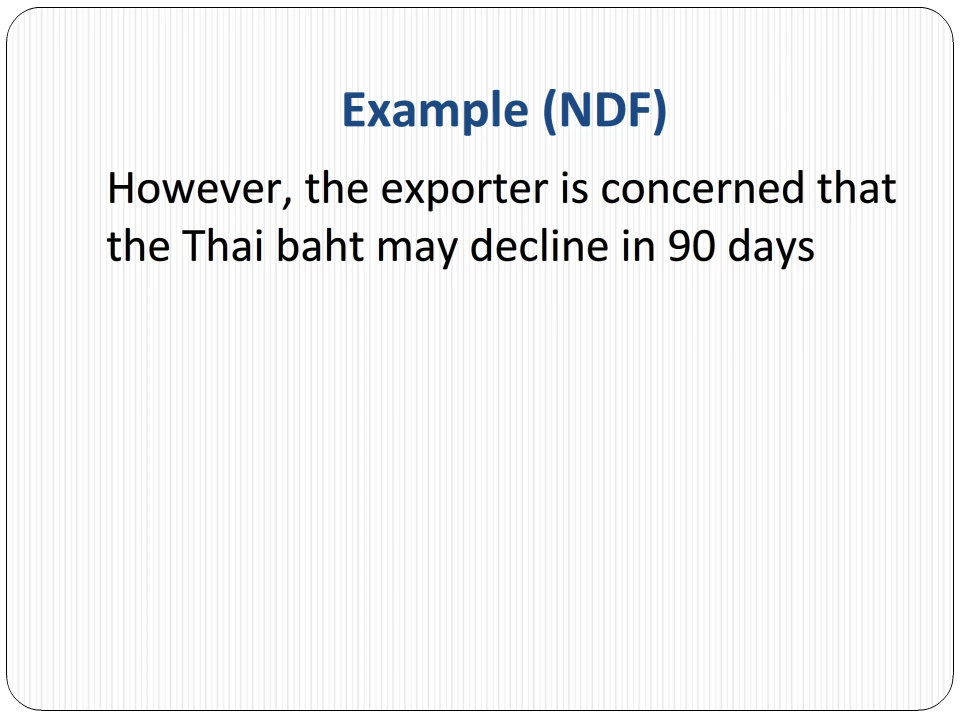 Example (NDF)
However, the exporter is concerned that
the Thai baht may decline in 90 days